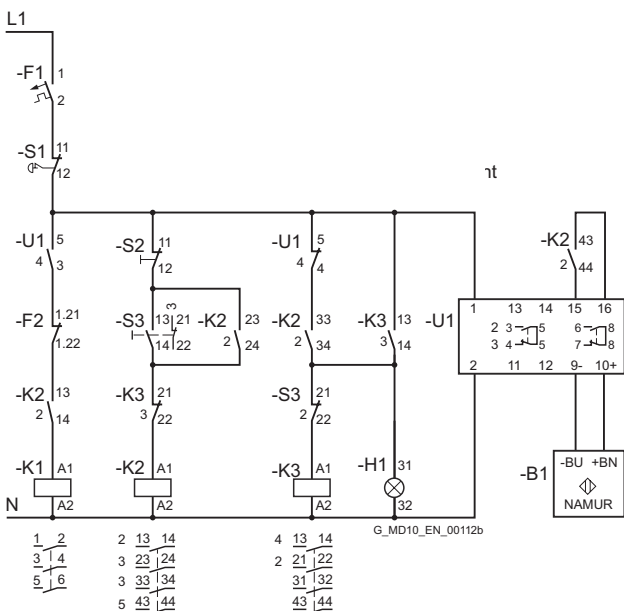 L1
-F1 1
2
-S1 11
12
nt
-U1 5
4 3
-S2 11
12
-U1 5
4 4
-K2 43
2 44
-F2 1.21
1.22
-S3 13 3 21
14 22
-K2 23
2 24
-K2 33
2 34
-K3 13
3 14
-U1
1 13 14 15 16
2 3 5 6 8
3 4 5 7 8
2 11 12 9- 10+
-K2 13
2 14
-K3 21
3 22
-S3 21
2 22
-K1 A1
A2
-K2 A1
A2
-K3 A1
A2
-H1 31
32
-B1
-BU +BN
NAMUR
N
G_MD10_EN_00112b
1 2
3 4
5 6
2 13 14
3 23 24
3 33 34
5 43 44
4 13 14
2 21 22
31 32
43 44